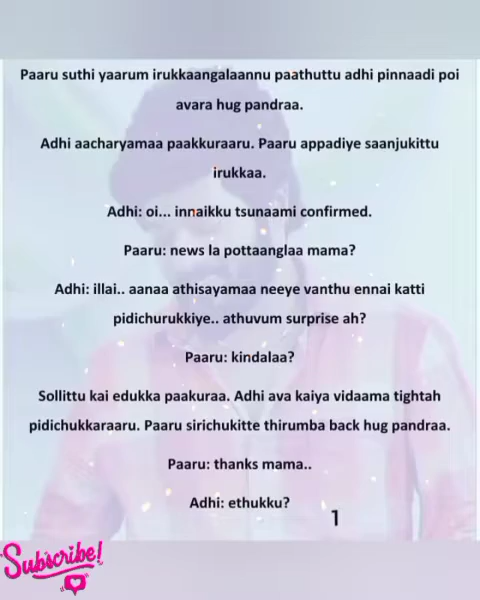 Paaru suthi yaarum irukkaangalaannu paathuttu adhi pinnaadi poi
avara hug pandraa.
Adhi aacharyamaa paakkuraaru. Paaru appadiye saanjukittu
irukkaa.
Adhi: oi... innaikku tsunaami confirmed.
Paaru: news la pottaanglaa mama?
Adhi: illai.. aanaa athisayamaa neeye vanthu ennai katti
pidichurukkiye.. athuvum surprise ah?
Paaru: kindalaa?
Sollittu kai edukka paakuraa. Adhi ava kaiya vidaama tightah
pidichukkaraaru. Paaru sirichukitte thirumba back hug pandraa.
Paaru: thanks mama..
Adhi: ethukku?
1
Subscribe!